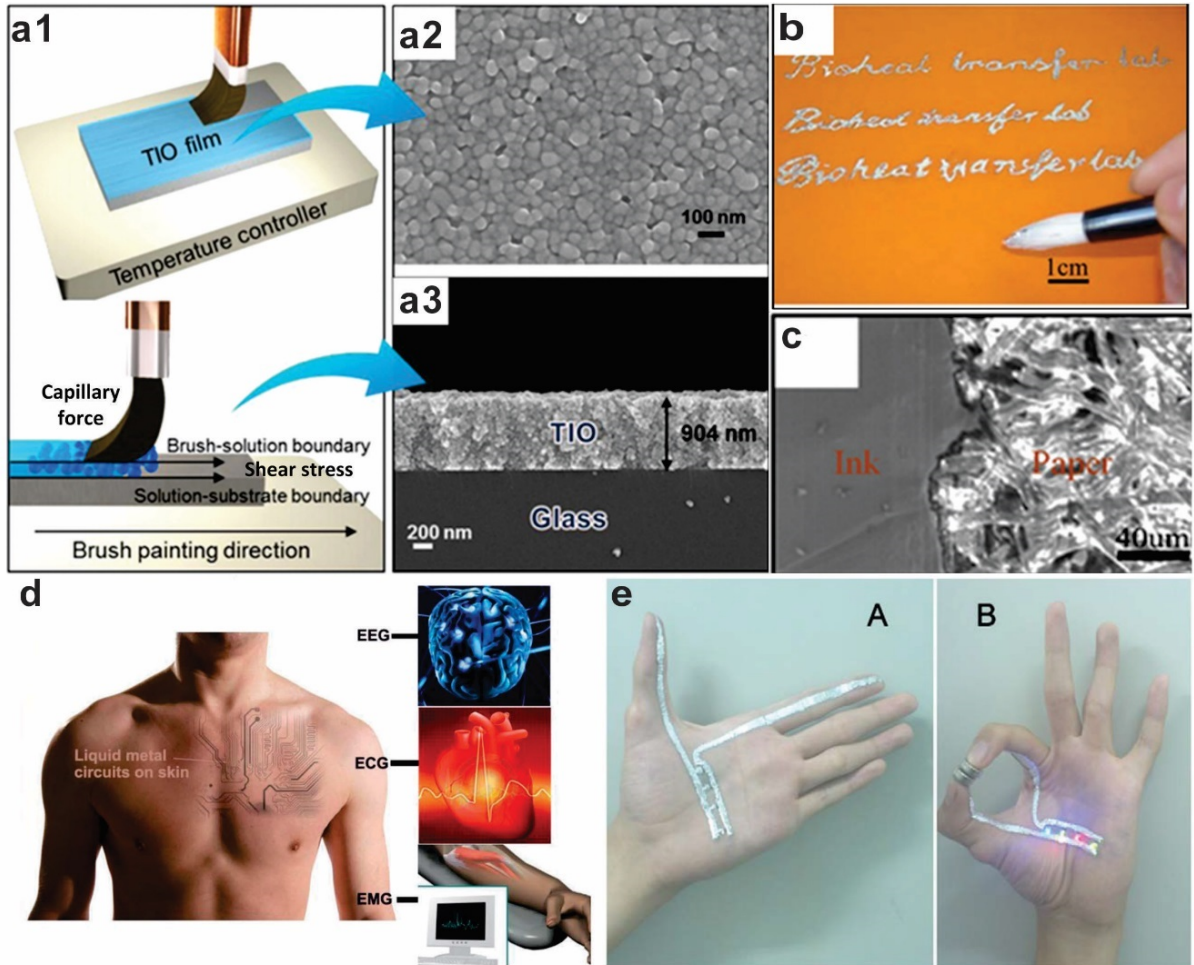 a1
TIO film
Temperature controller
Capillary
force
Brush-solution boundary
Shear stress
Solution-substrate boundary
Brush painting direction
a2
100 nm
a3
TIO
904 nm
Glass
200 nm
b
Bioheat transfer lab
Bioheat transfer lab
Bioheat transfer lab
1cm
c
Ink
Paper
40um
d
Liquid metal
circuits on skin
EEG
ECG
EMG
e
A
B